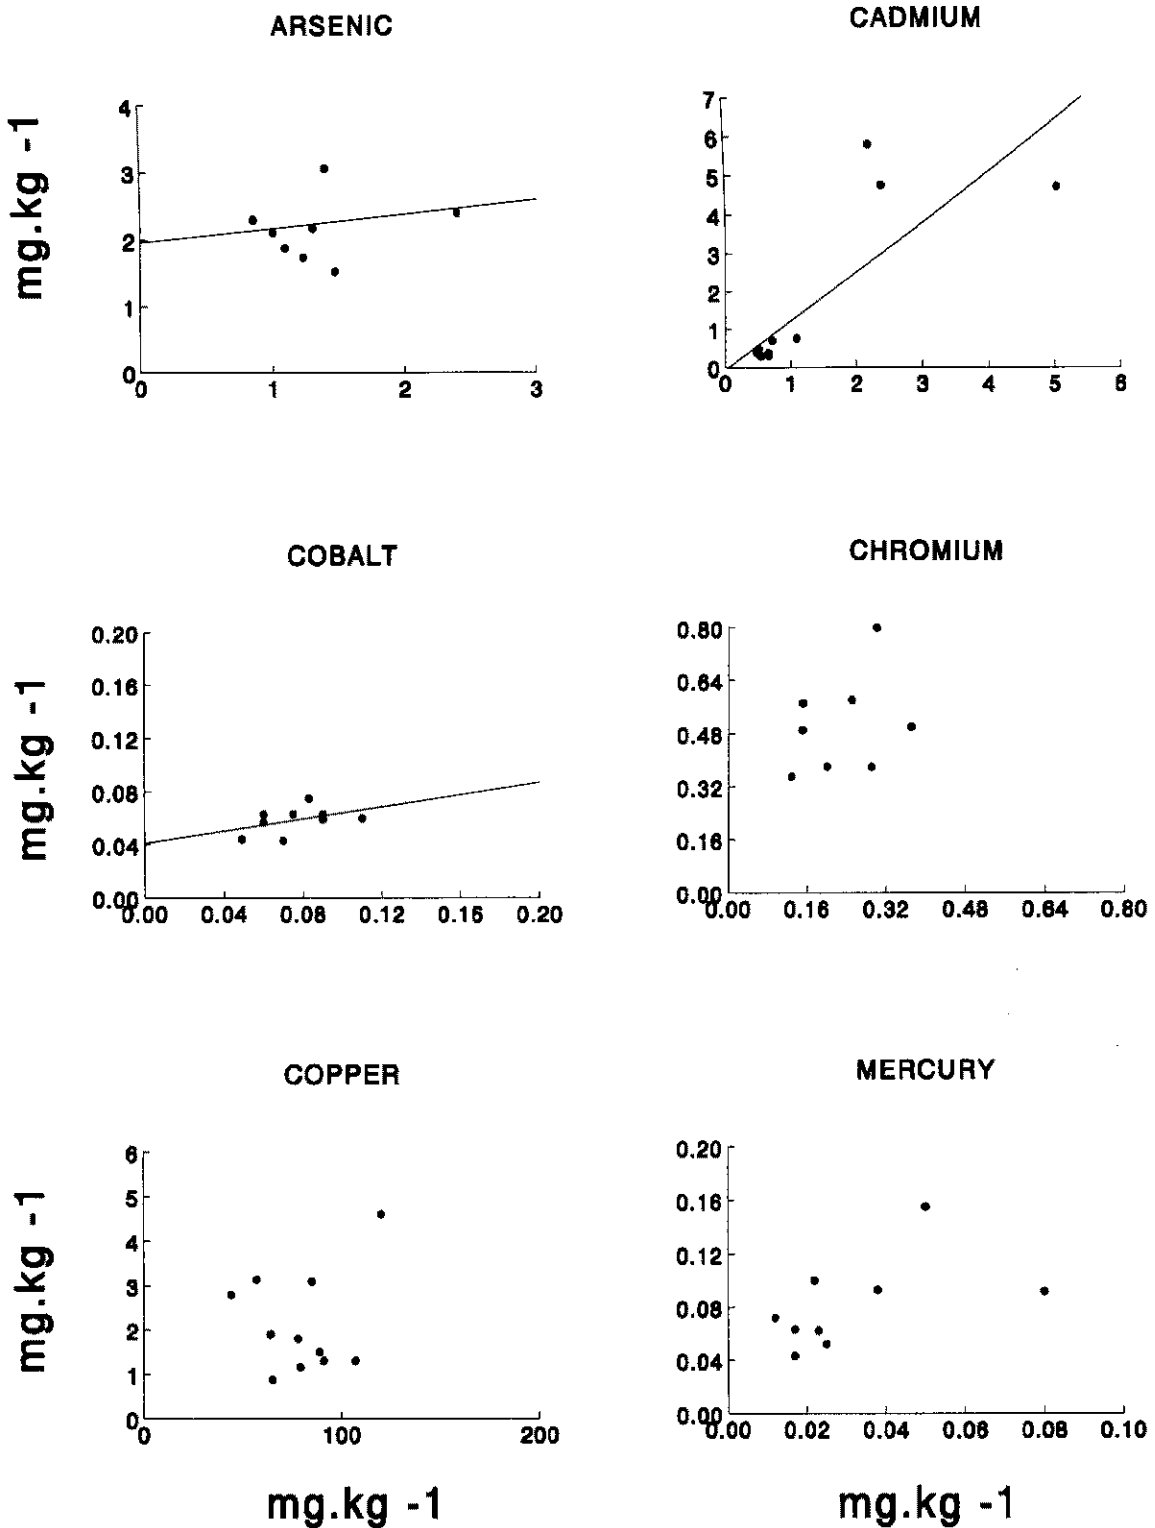 ARSENIC
CADMIUM
mg.kg -1
4
3
2
1
0
0 1 2 3
7
6
5
4
3
2
1
0
0 1 2 3 4 5 6
COBALT
CHROMIUM
mg.kg -1
0.20
0.16
0.12
0.08
0.04
0.00
0.00 0.04 0.08 0.12 0.16 0.20
0.80
0.64
0.48
0.32
0.16
0.00
0.00 0.16 0.32 0.48 0.64 0.80
COPPER
MERCURY
mg.kg -1
6
5
4
3
2
1
0
0 100 200
0.20
0.16
0.12
0.08
0.04
0.00
0.00 0.02 0.04 0.06 0.08 0.10
mg.kg -1
mg.kg -1